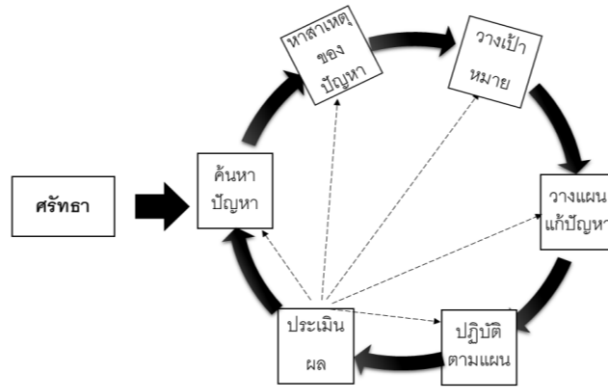 ศรัทธา
ค้นหา
ปัญหา
หาสาเหตุ
ของ
ปัญหา
วางเป้า
หมาย
วางแผน
แก้ปัญหา
ปฏิบัติ
ตามแผน
ประเมิน
ผล